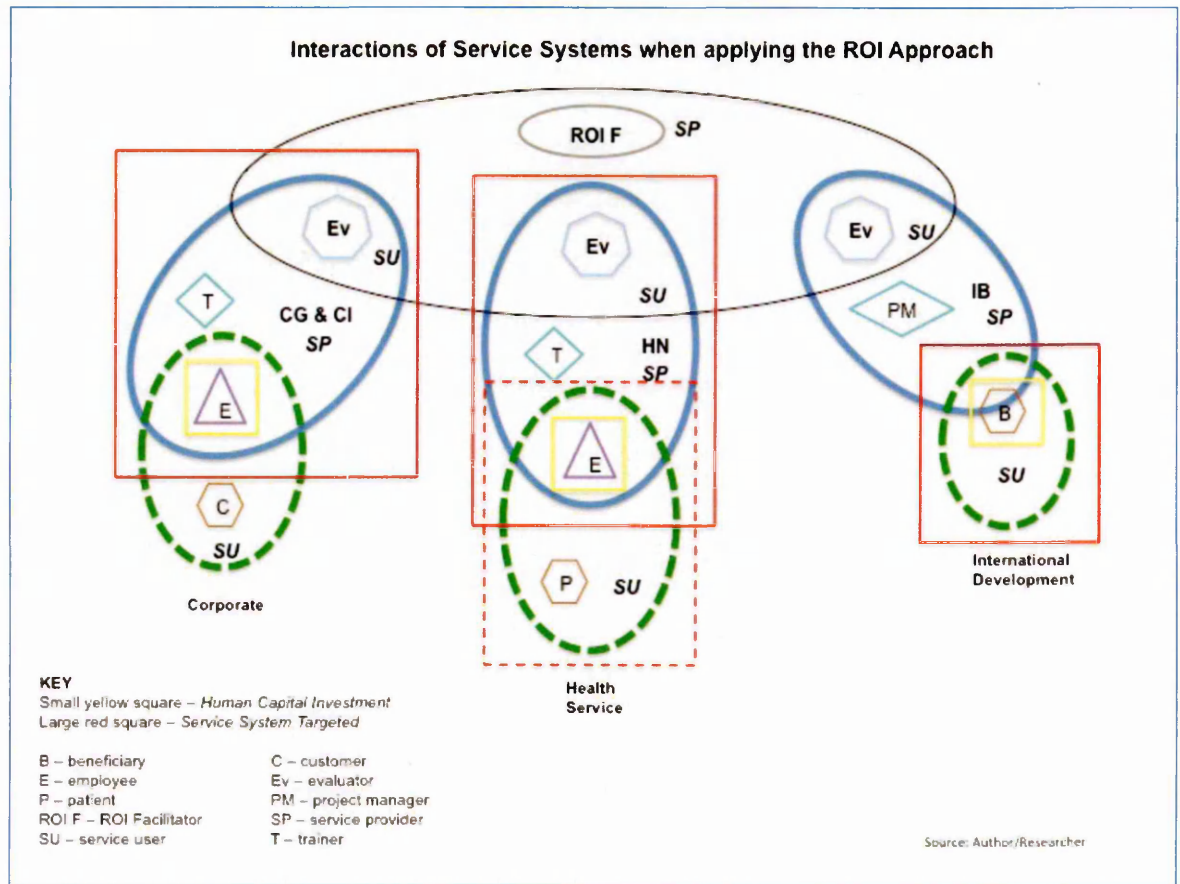 Interactions of Service Systems when applying the ROI Approach
ROI F
SP
Ev
SU
T
CG & CI
SP
E
C
SU
Corporate
Ev
SU
T
HN
SP
E
P
SU
Health
Service
Ev
SU
PM
IB
SP
B
SU
International
Development
KEY
Small yellow square – Human Capital Investment
Large red square – Service System Targeted
B – beneficiary
E – employee
P – patient
ROI F – ROI Facilitator
SU – service user
C – customer
Ev – evaluator
PM – project manager
SP – service provider
T – trainer
Source: Author/Researcher